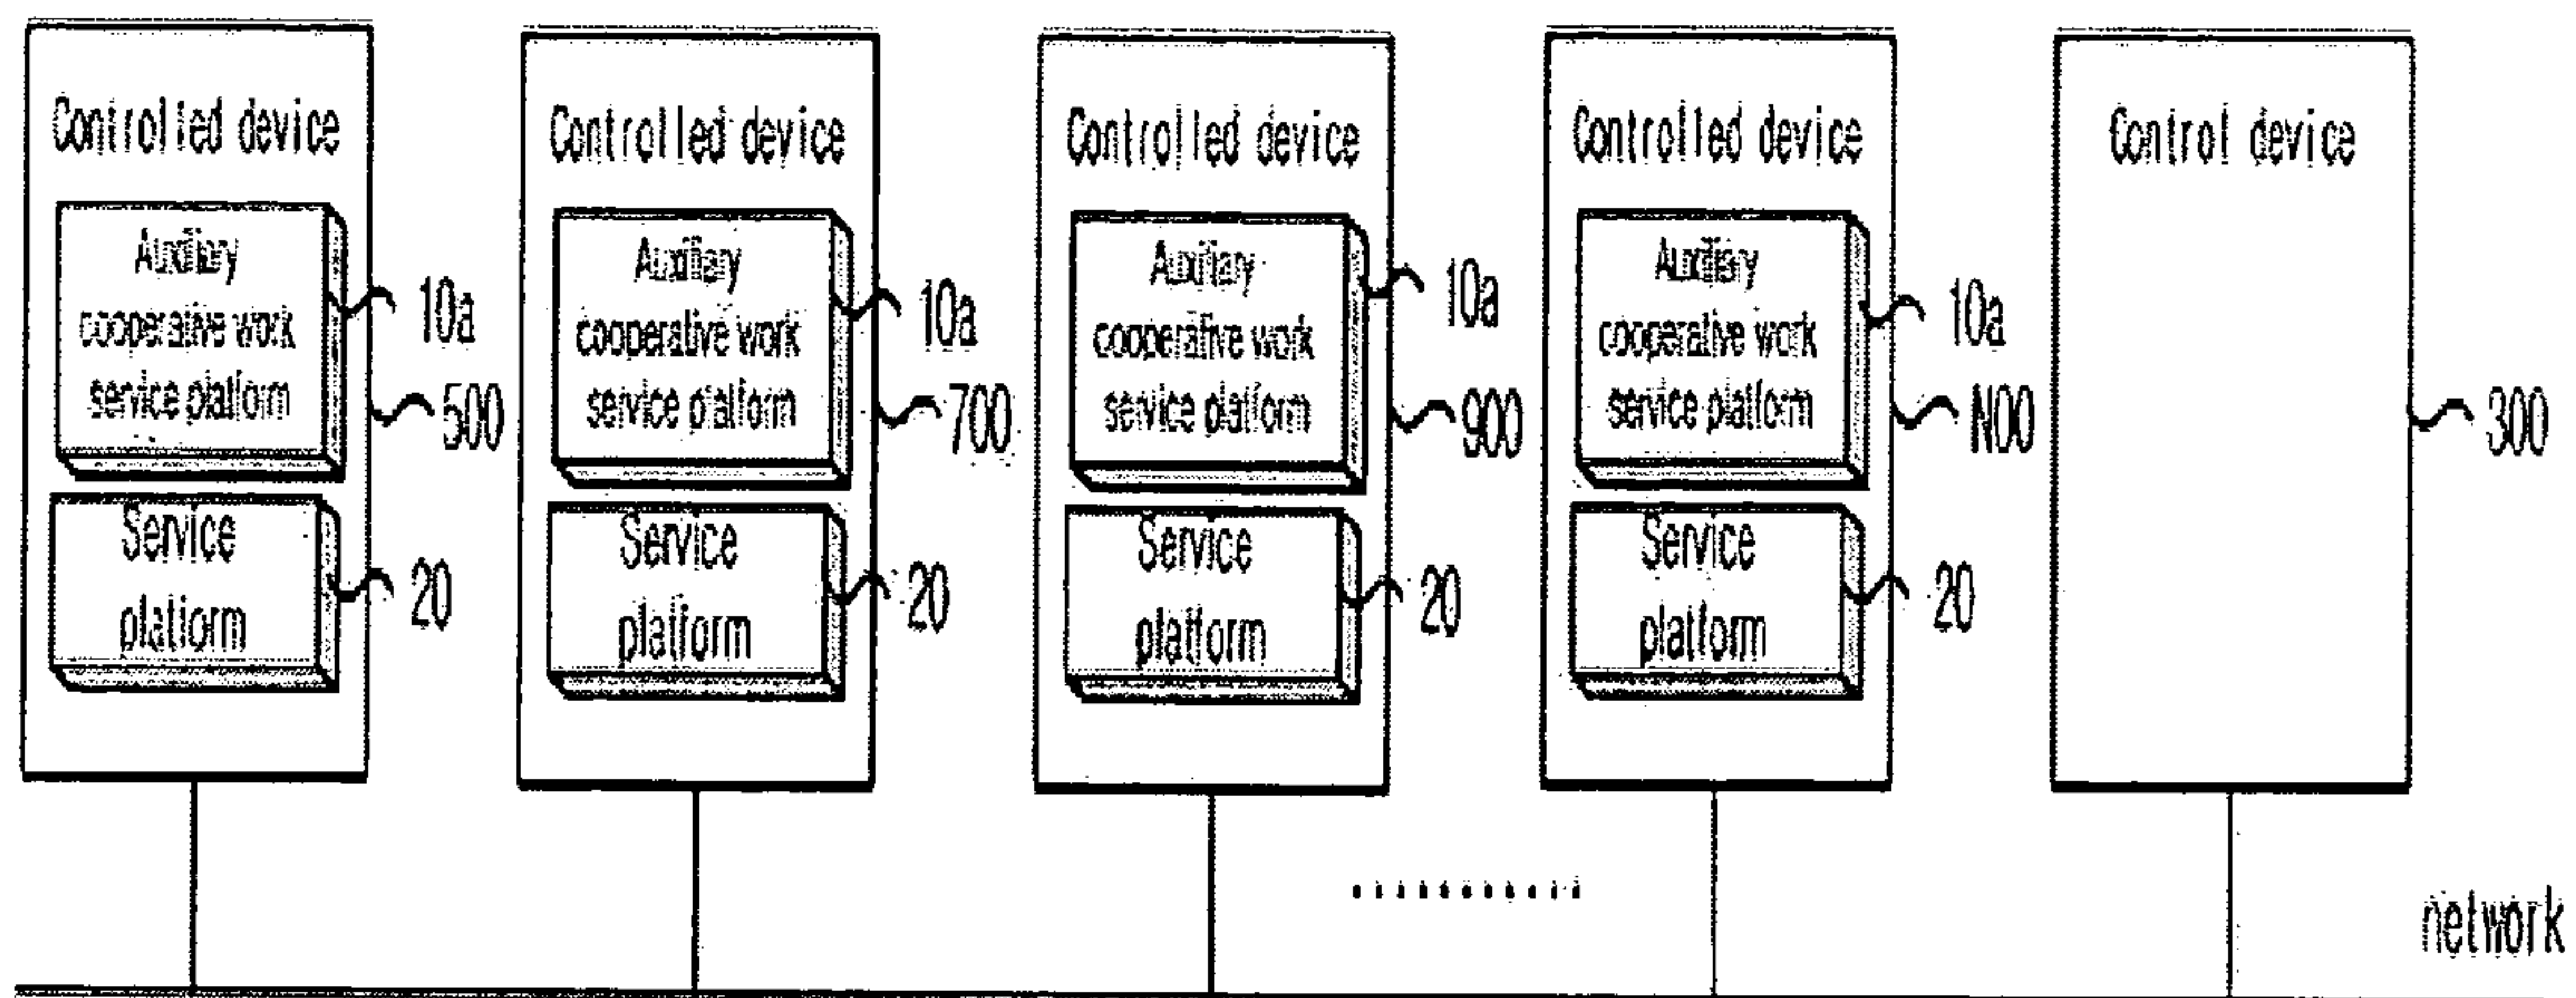 Controlled device
Auxiliary
cooperative work
service platform
10a
500
Service
platform
20
Controlled device
Auxiliary
cooperative work
service platform
10a
700
Service
platform
20
Controlled device
Auxiliary
cooperative work
service platform
10a
900
Service
platform
20
Controlled device
Auxiliary
cooperative work
service platform
10a
N00
Service
platform
20
Control device
300
network